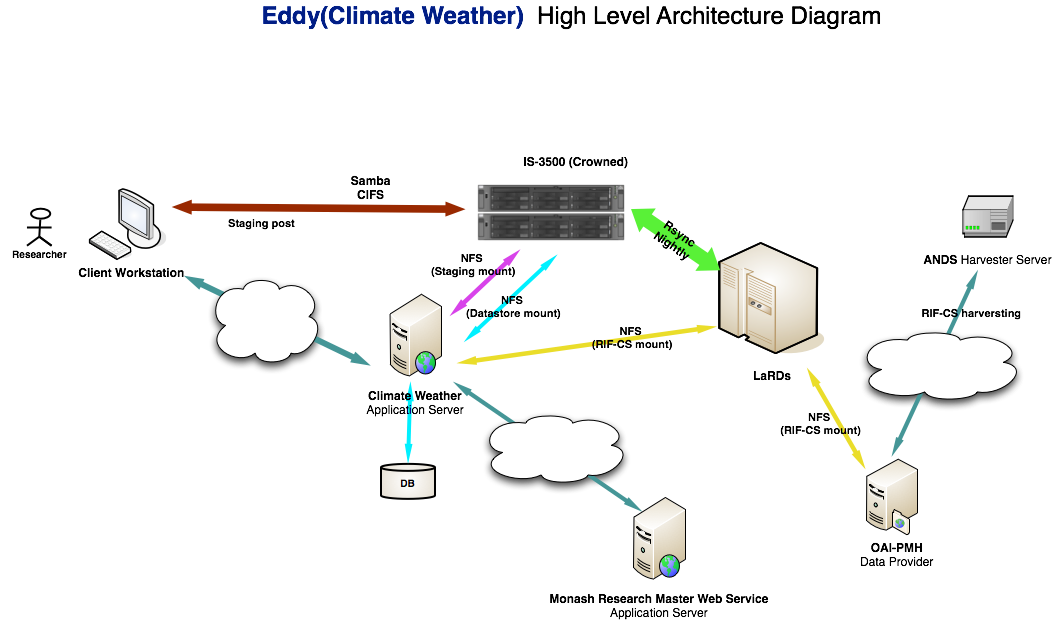 Eddy(Climate Weather) High Level Architecture Diagram
IS-3500 (Crowned)
Samba
CIFS
Staging post
Researcher
Client Workstation
Rsync
Nightly
ANDS Harvester Server
NFS
(Staging mount)
NFS
(Datastore mount)
RIF-CS harversting
NFS
(RIF-CS mount)
LaRDs
Climate Weather
Application Server
NFS
(RIF-CS mount)
DB
OAI-PMH
Data Provider
Monash Research Master Web Service
Application Server